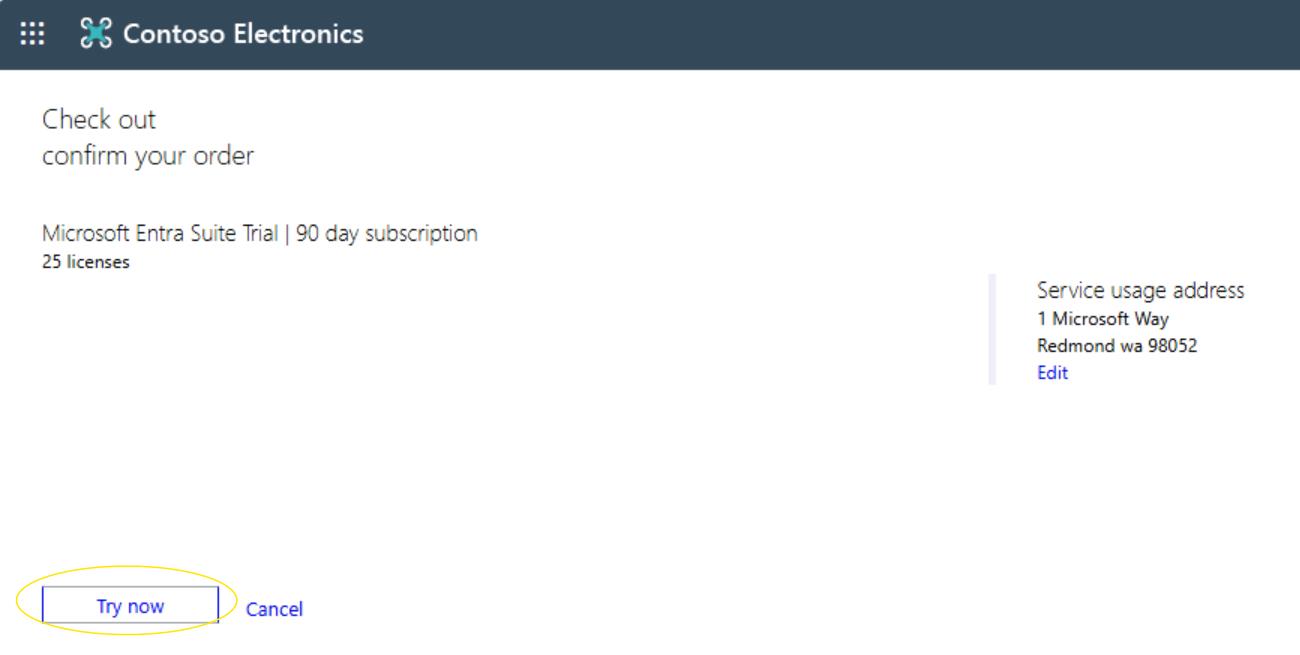 Contoso Electronics
Check out
confirm your order
Microsoft Entra Suite Trial | 90 day subscription
25 licenses
Service usage address
1 Microsoft Way
Redmond wa 98052
Edit
Try now
Cancel